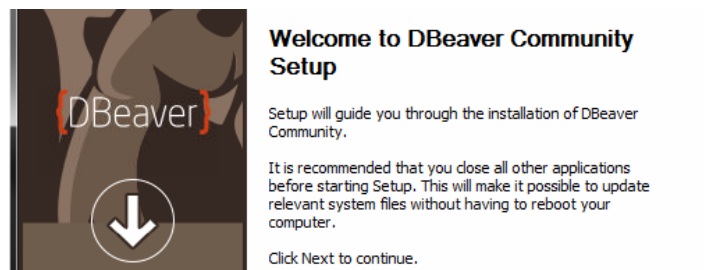 {DBeaver}
Welcome to DBeaver Community
Setup
Setup will guide you through the installation of DBeaver
Community.
It is recommended that you close all other applications
before starting Setup. This will make it possible to update
relevant system files without having to reboot your
computer.
Click Next to continue.